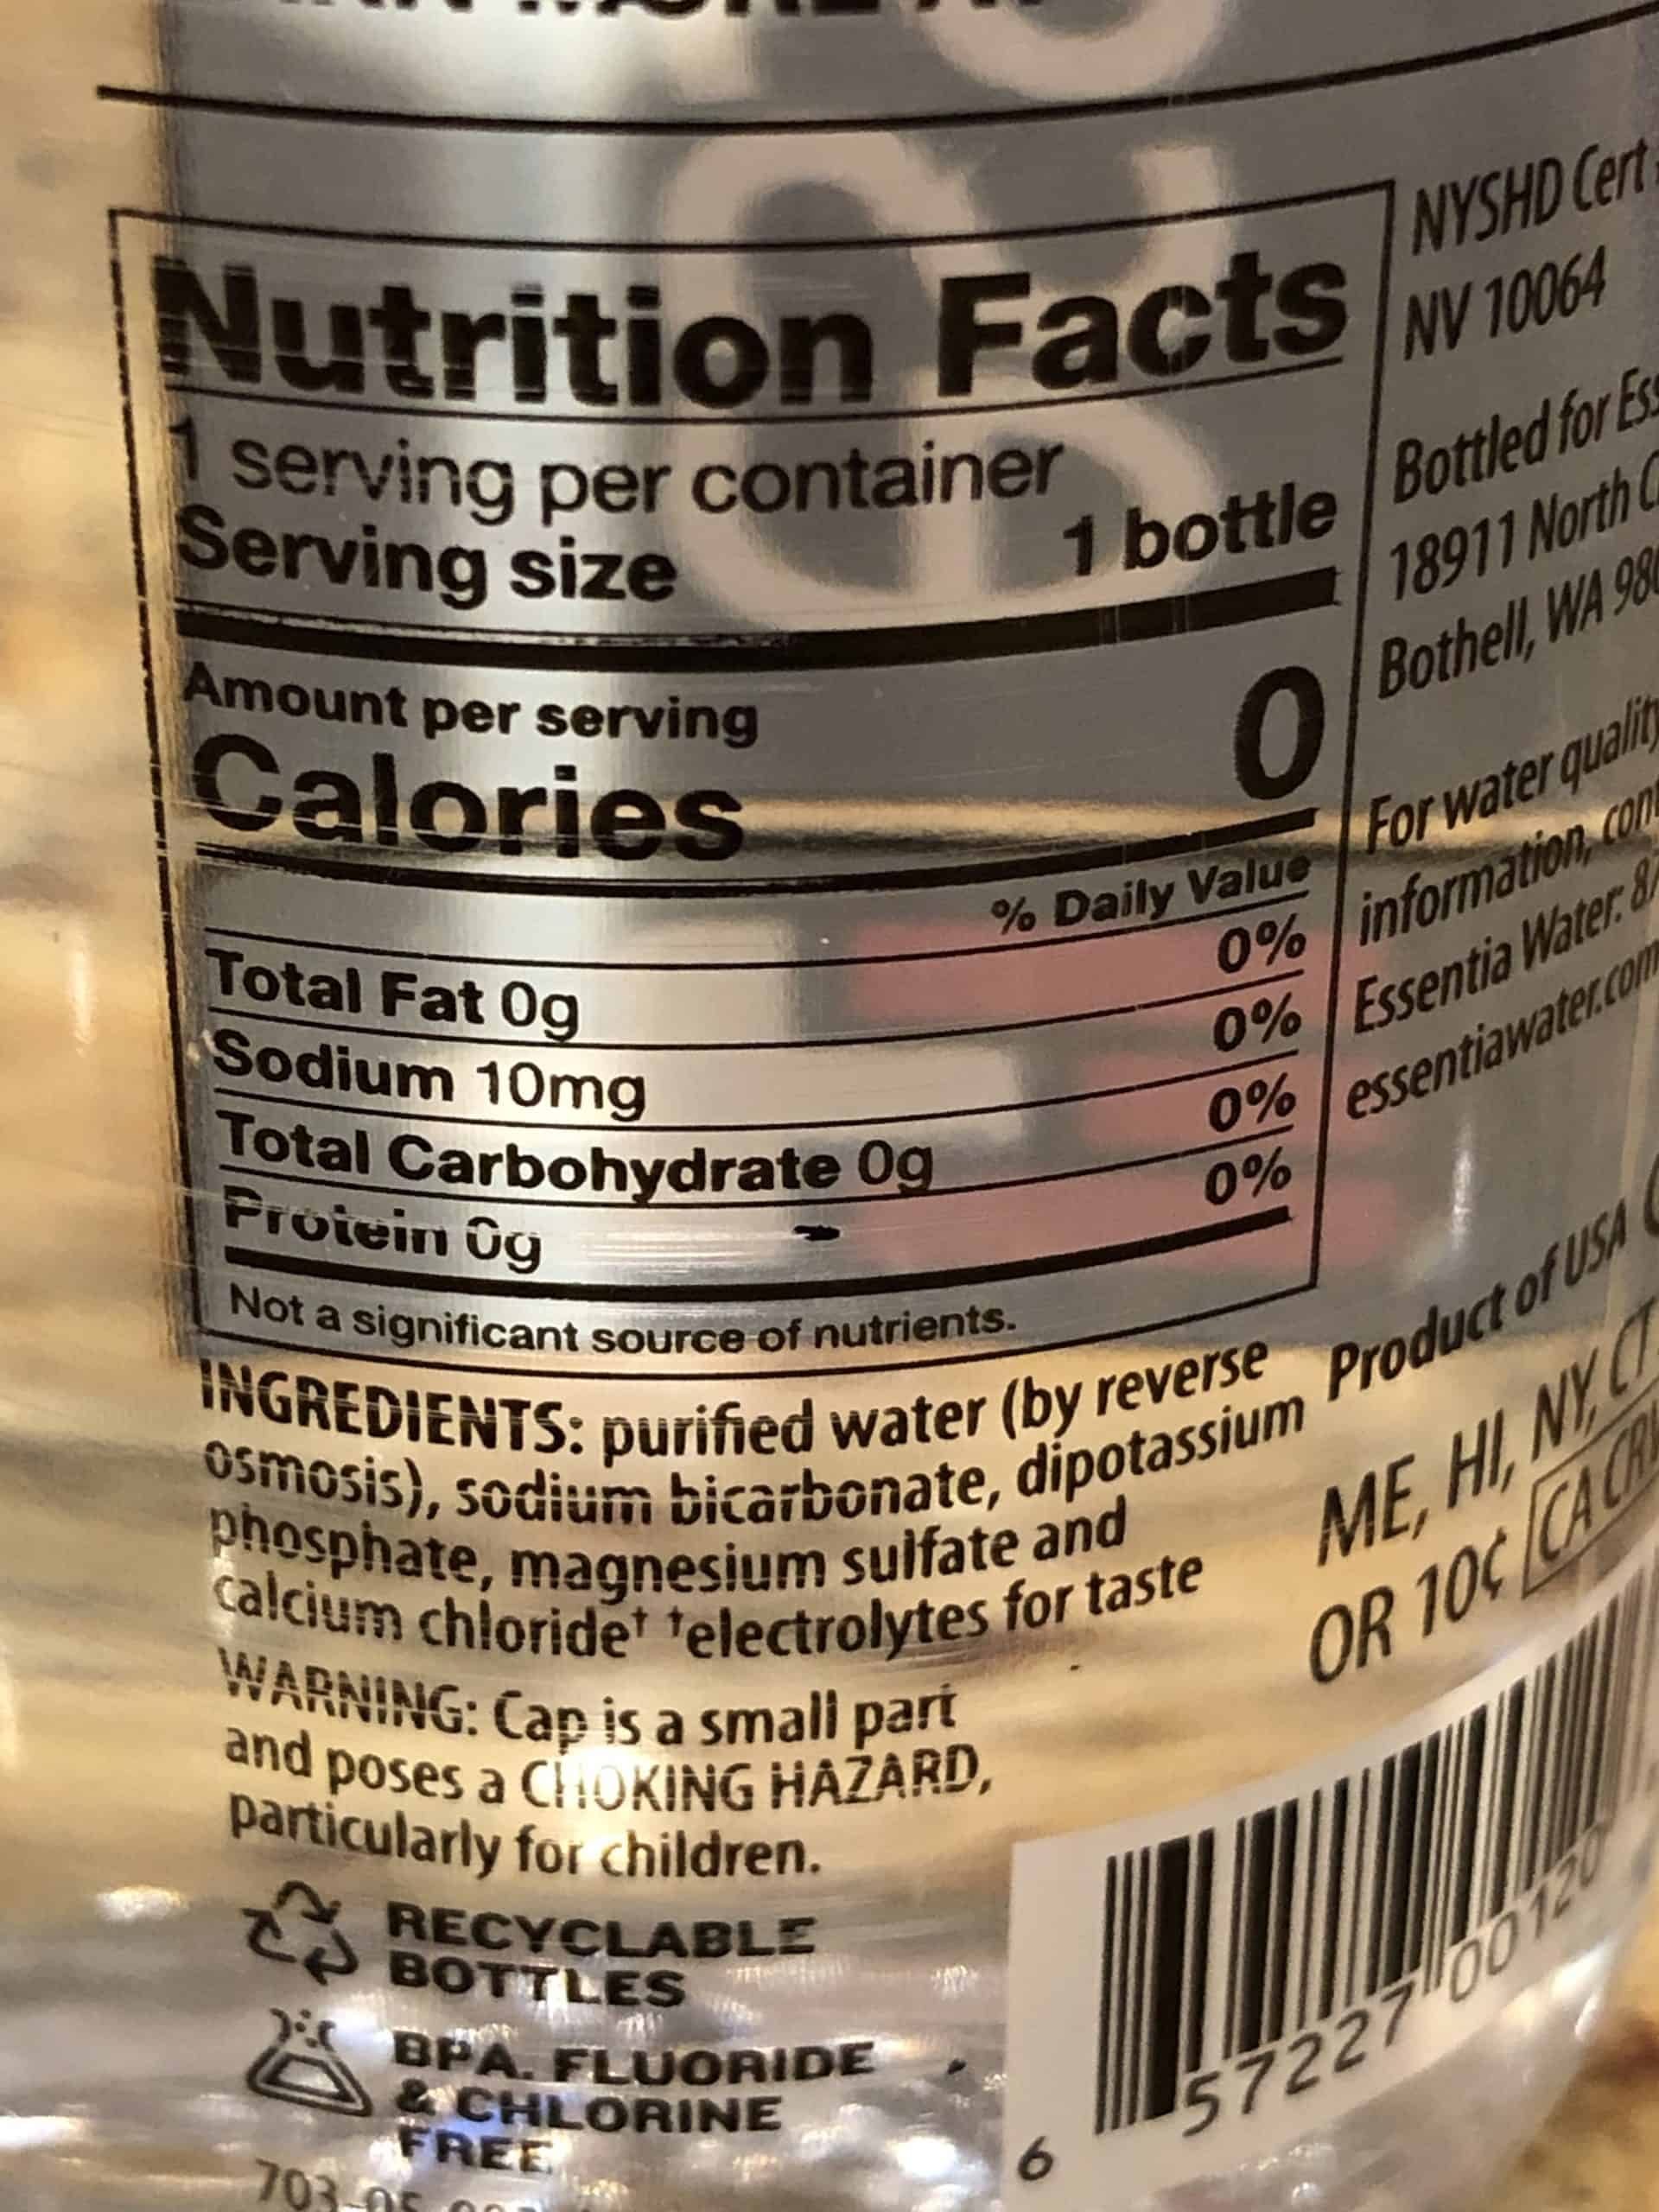 Nutrition Facts
1 serving per container
Serving size 1 bottle
Amount per serving
Calories 0
% Daily Value
Total Fat 0g 0%
Sodium 10mg 0%
Total Carbohydrate 0g 0%
Protein 0g 0%
Not a significant source of nutrients.
INGREDIENTS: purified water (by reverse
osmosis), sodium bicarbonate, dipotassium
phosphate, magnesium sulfate and
calcium chloride† †electrolytes for taste
WARNING: Cap is a small part
and poses a CHOKING HAZARD,
particularly for children.
RECYCLABLE
BOTTLES
BPA, FLUORIDE
& CHLORINE
FREE
NYSHD Cert
NV 10064
Bottled for
18911 North
Bothell, WA
For water quality
information,
Essentia Water:
essentiawater.com
Product of USA
ME, HI, NY, CT
OR 10¢ CA
6 57227 00120